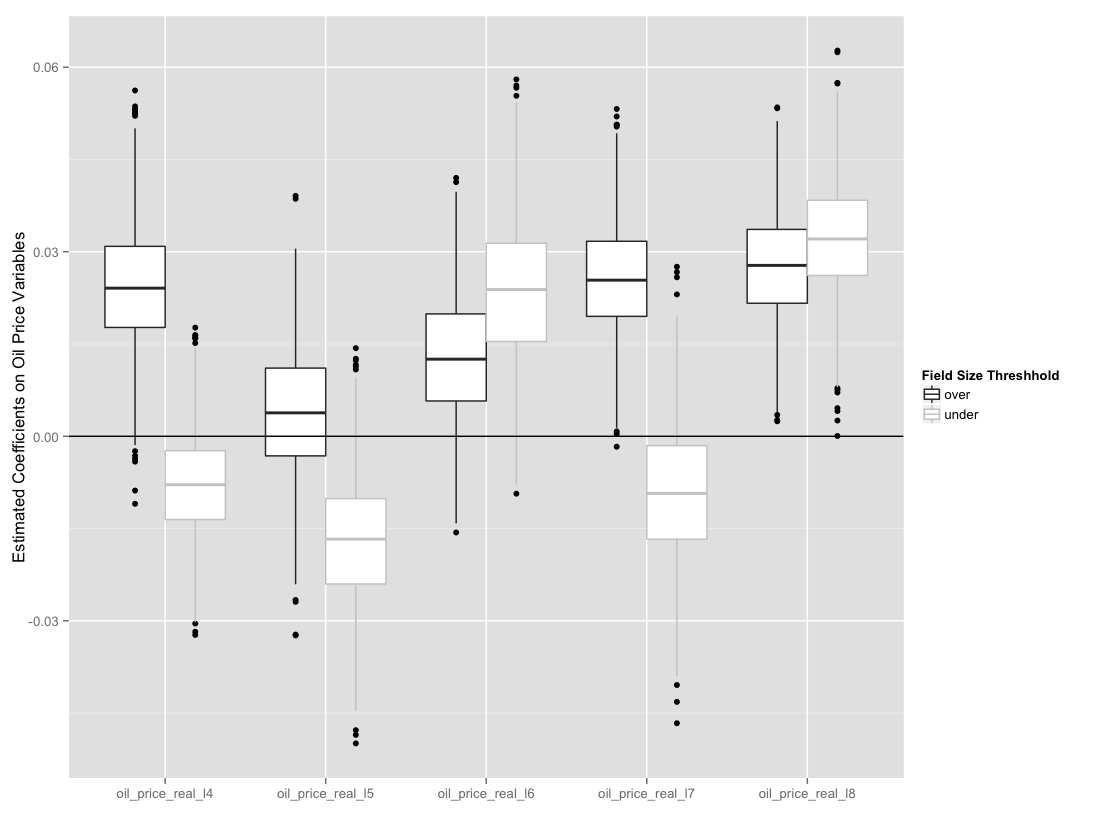 Estimated Coefficients on Oil Price Variables
0.06
0.03
0.00
-0.03
oil_price_real_l4
oil_price_real_l5
oil_price_real_l6
oil_price_real_l7
oil_price_real_l8
Field Size Threshhold
over
under